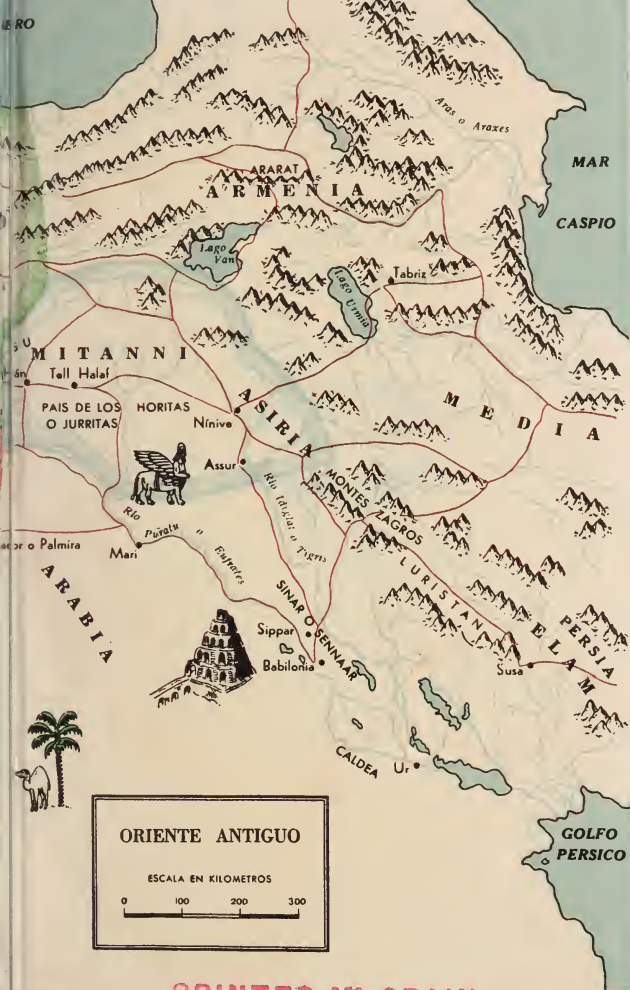 Aras o Araxes
MAR
CASPIO
ARARAT
ARMENIA
Lago
Van
Lago Urmia
Tabriz
MITANNI
hán
Tell Halaf
PAIS DE LOS HORITAS
O JURRITAS
Nínive
ASIRIA
MEDIA
Assur
MONTES ZAGROS
Río Idiglat o Tigris
Río Puratu o Eufrates
o Palmira
Mari
ARABIA
LURISTAN
SINAR O SENNAAR
Sippar
Babilonia
ELAM
PERSIA
Susa
CALDEA
Ur
GOLFO
PERSICO
ORIENTE ANTIGUO
ESCALA EN KILOMETROS
0 100 200 300